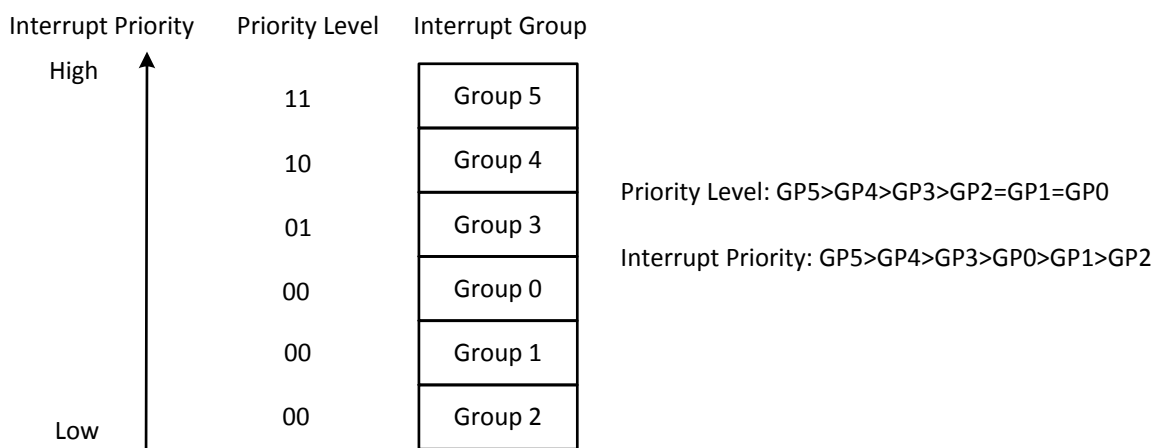 Interrupt Priority Priority Level Interrupt Group
High
11 Group 5
10 Group 4
Priority Level: GP5>GP4>GP3>GP2=GP1=GP0
01 Group 3
Interrupt Priority: GP5>GP4>GP3>GP0>GP1>GP2
00 Group 0
00 Group 1
00 Group 2
Low